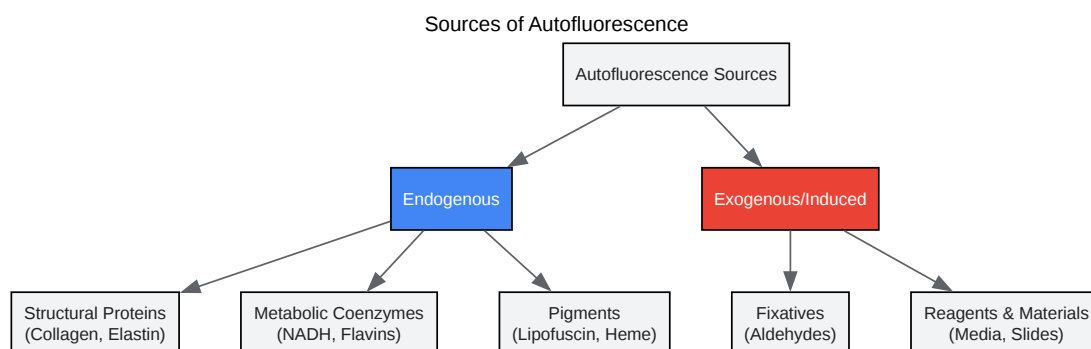 Sources of Autofluorescence
Autofluorescence Sources
Endogenous
Exogenous/Induced
Structural Proteins
(Collagen, Elastin)
Metabolic Coenzymes
(NADH, Flavins)
Pigments
(Lipofuscin, Heme)
Fixatives
(Aldehydes)
Reagents & Materials
(Media, Slides)